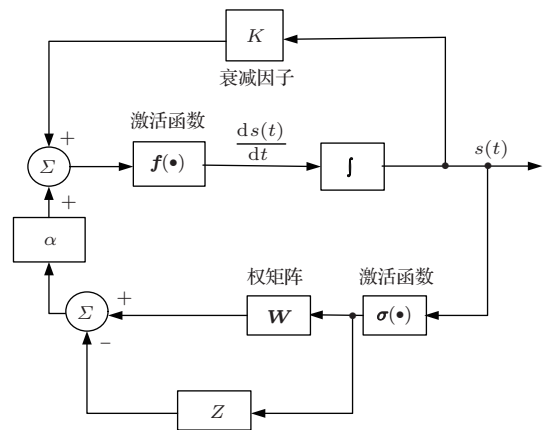 K
衰减因子
+
激活函数
ds(t)
dt
s(t)
Σ
f(•)
∫
+
α
权矩阵
激活函数
+
Σ
W
σ(•)
−
Z